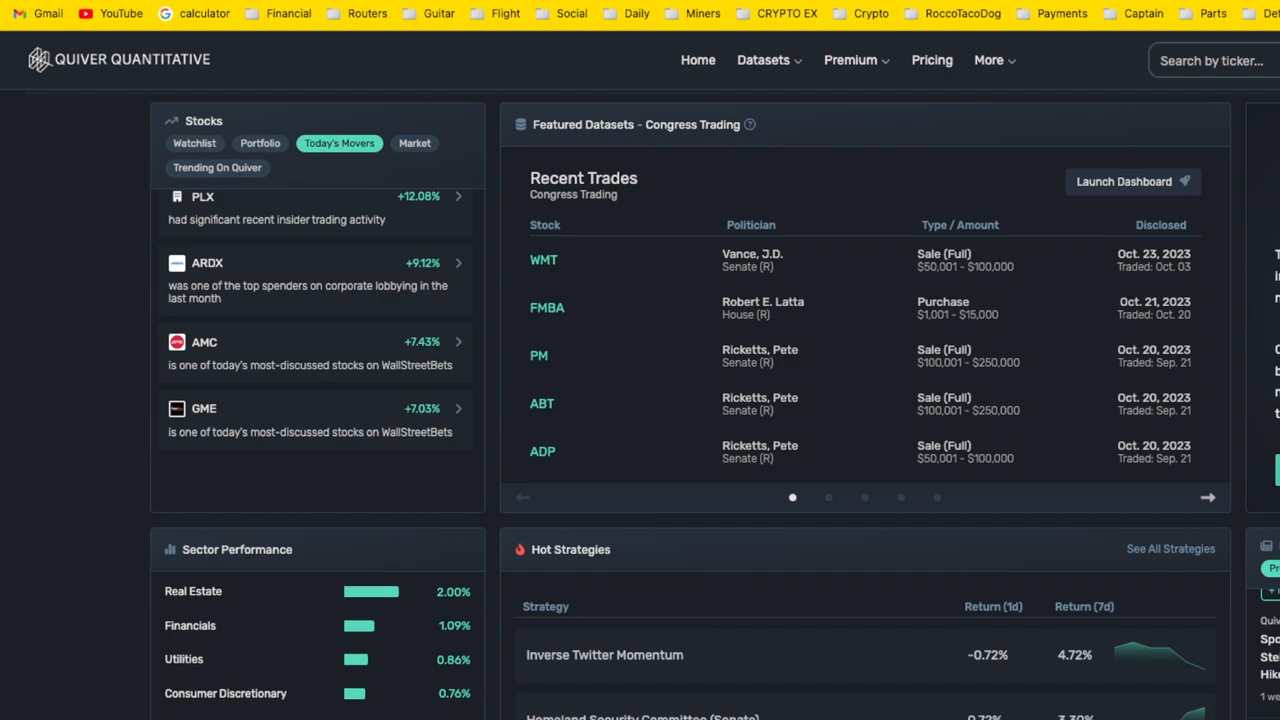 Gmail YouTube calculator Financial Routers Guitar Flight Social Daily Miners CRYPTO EX Crypto RoccoTacoDog Payments Captain Parts
QUIVER QUANTITATIVE Home Datasets Premium Pricing More Search by ticker...
Stocks
Watchlist Portfolio Today's Movers Market
Trending On Quiver
PLX +12.08%
had significant recent insider trading activity
ARDX +9.12%
was one of the top spenders on corporate lobbying in the
last month
AMC +7.43%
is one of today's most-discussed stocks on WallStreetBets
GME +7.03%
is one of today's most-discussed stocks on WallStreetBets
Featured Datasets - Congress Trading
Recent Trades
Congress Trading
Launch Dashboard
Stock Politician Type / Amount Disclosed
WMT Vance, J.D. Sale (Full) Oct. 23, 2023
Senate (R) $50,001 - $100,000 Traded: Oct. 03
FMBA Robert E. Latta Purchase Oct. 21, 2023
House (R) $1,001 - $15,000 Traded: Oct. 20
PM Ricketts, Pete Sale (Full) Oct. 20, 2023
Senate (R) $100,001 - $250,000 Traded: Sep. 21
ABT Ricketts, Pete Sale (Full) Oct. 20, 2023
Senate (R) $100,001 - $250,000 Traded: Sep. 21
ADP Ricketts, Pete Sale (Full) Oct. 20, 2023
Senate (R) $50,001 - $100,000 Traded: Sep. 21
Sector Performance
Real Estate 2.00%
Financials 1.09%
Utilities 0.86%
Consumer Discretionary 0.76%
Hot Strategies See All Strategies
Strategy Return (1d) Return (7d)
Inverse Twitter Momentum -0.72% 4.72%
Homeland Security Committee (Senate)
1 we